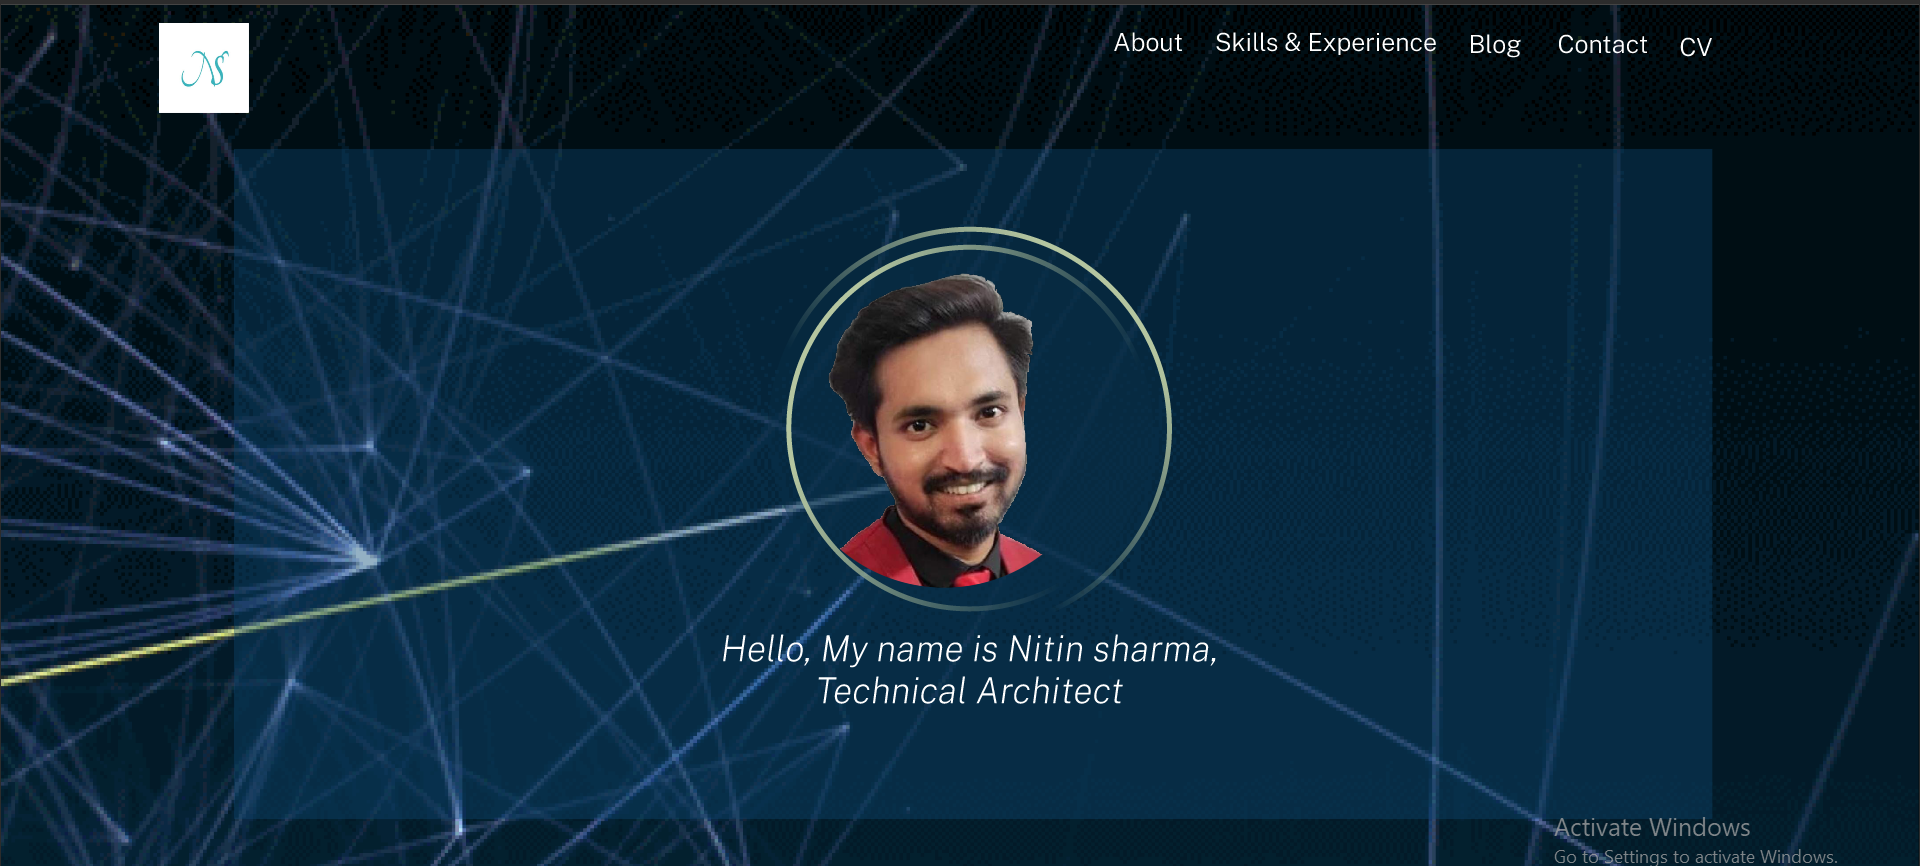 NS
About
Skills & Experience
Blog
Contact
CV
Hello, My name is Nitin sharma,
Technical Architect
Activate Windows
Go to Settings to activate Windows.